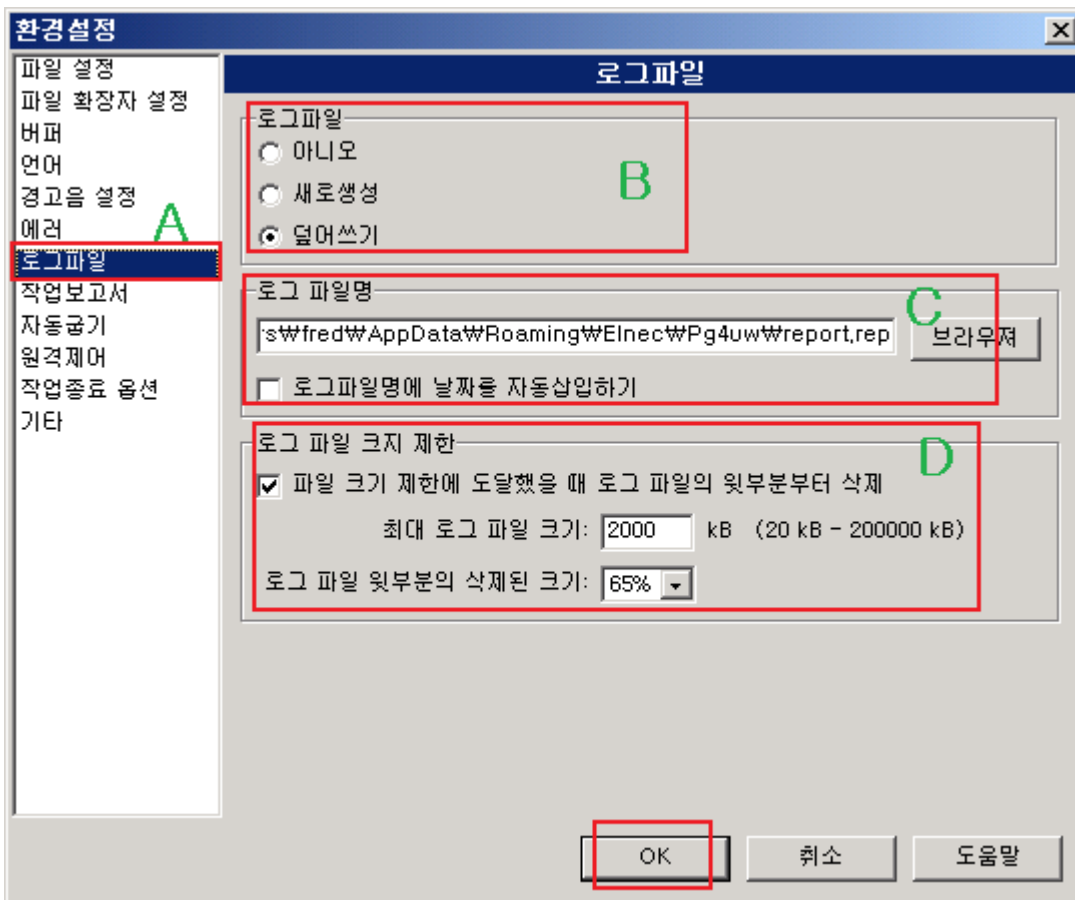 환경설정
파일 설정
파일 확장자 설정
버퍼
언어
경고음 설정
에러
로그파일
작업보고서
자동굽기
원격제어
작업종료 옵션
기타
A
로그파일
로그파일
아니오
새로생성
덮어쓰기
B
로그 파일명
s₩fred₩AppData₩Roaming₩Elnec₩Pg4uw₩report.rep
브라우져
로그파일명에 날짜를 자동삽입하기
C
로그 파일 크지 제한
파일 크기 제한에 도달했을 때 로그 파일의 윗부분부터 삭제
최대 로그 파일 크기: 2000 kB (20 kB - 200000 kB)
로그 파일 윗부분의 삭제된 크기: 65%
D
OK
취소
도움말